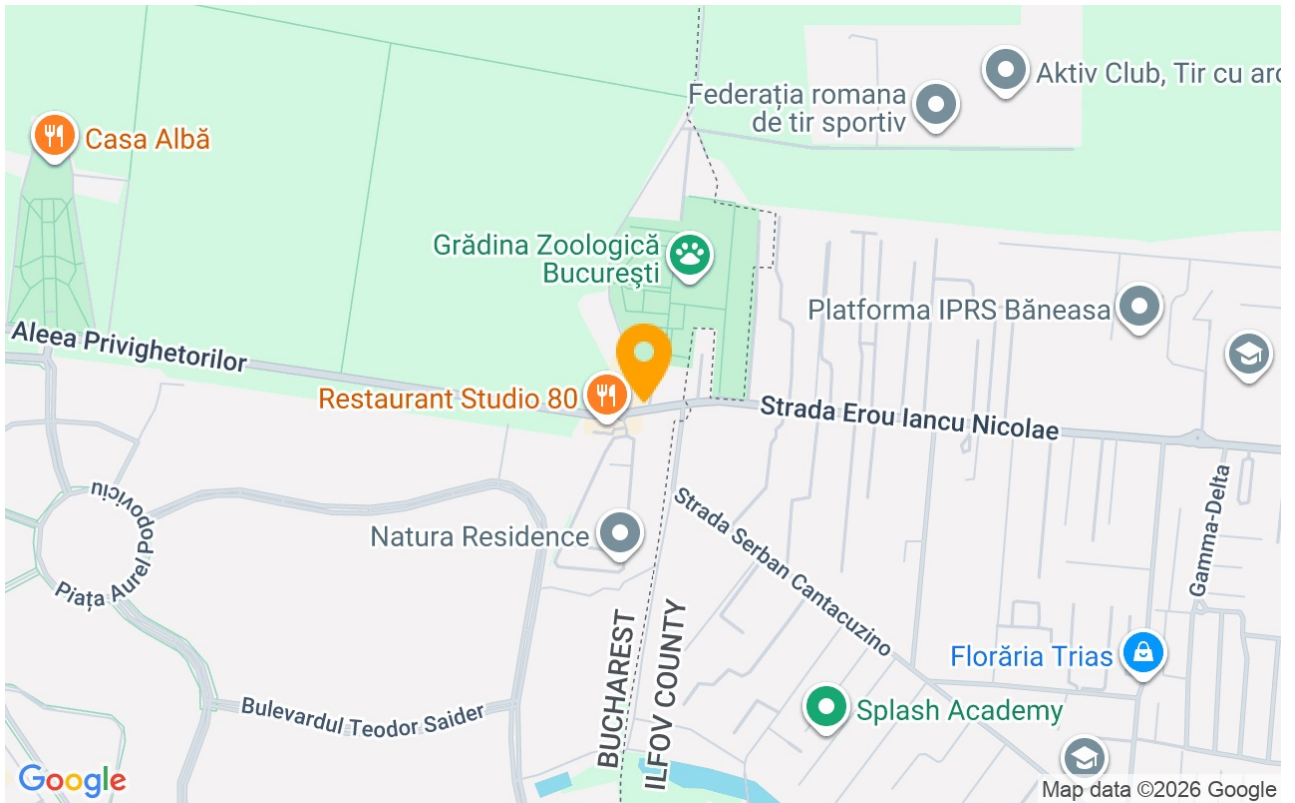 Aktiv Club, Tir cu arc
Federația romana
de tir sportiv
Casa Albă
Grădina Zoologică
București
Platforma IPRS Băneasa
Aleea Privighetorilor
Restaurant Studio 80
Strada Erou Iancu Nicolae
Piața Aurel Popoviciu
Natura Residence
Strada Serban Cantacuzino
Gamma-Delta
BUCHAREST
ILFOV COUNTY
Florăria Trias
Bulevardul Teodor Saider
Splash Academy
Google
Map data ©2026 Google